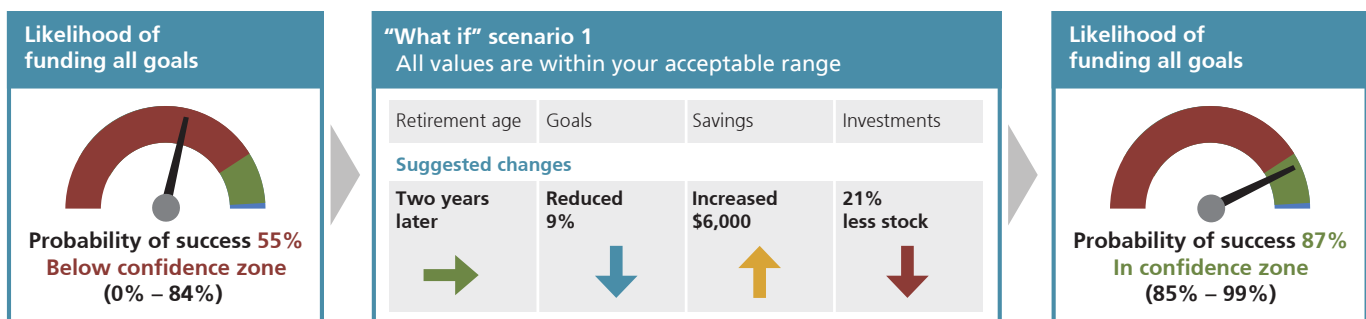 Likelihood of
funding all goals
Probability of success 55%
Below confidence zone
(0% – 84%)
“What if” scenario 1
All values are within your acceptable range
Retirement age
Goals
Savings
Investments
Suggested changes
Two years
later
Reduced
9%
Increased
$6,000
21%
less stock
Likelihood of
funding all goals
Probability of success 87%
In confidence zone
(85% – 99%)